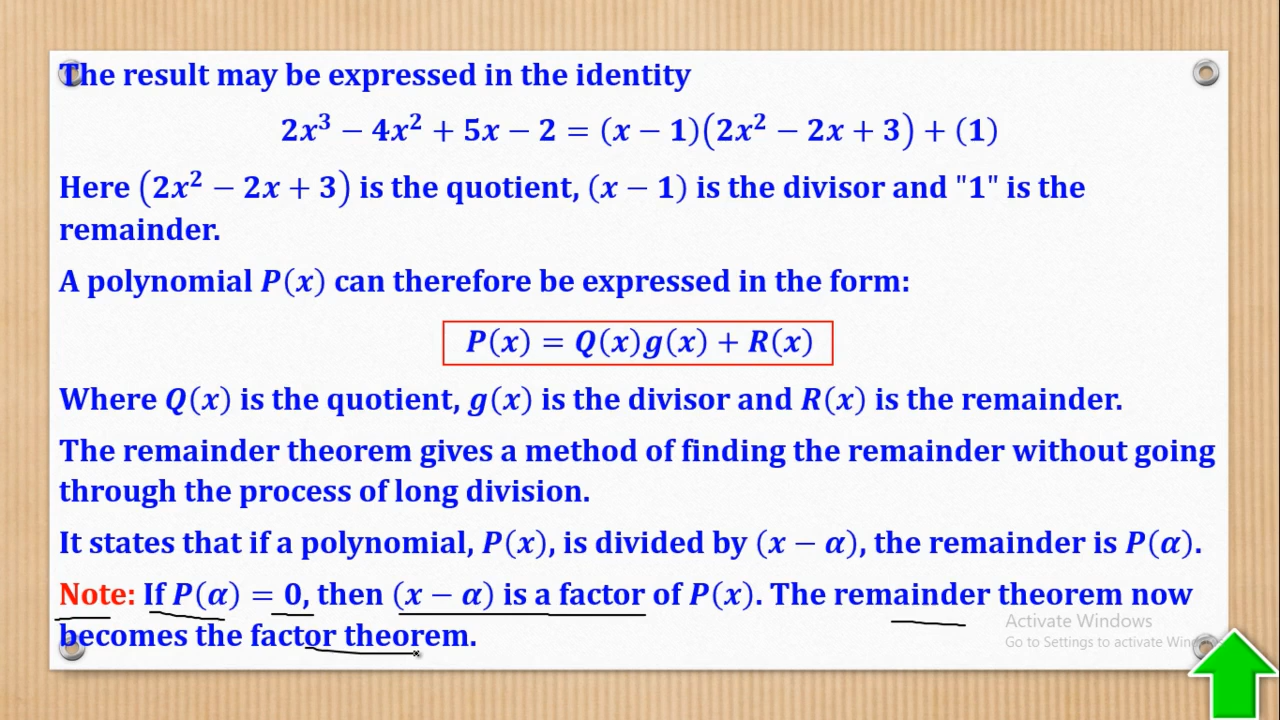 The result may be expressed in the identity
2x³ − 4x² + 5x − 2 = (x − 1)(2x² − 2x + 3) + (1)
Here (2x² − 2x + 3) is the quotient, (x − 1) is the divisor and "1" is the
remainder.
A polynomial P(x) can therefore be expressed in the form:
P(x) = Q(x)g(x) + R(x)
Where Q(x) is the quotient, g(x) is the divisor and R(x) is the remainder.
The remainder theorem gives a method of finding the remainder without going
through the process of long division.
It states that if a polynomial, P(x), is divided by (x − α), the remainder is P(α).
Note: If P(α) = 0, then (x − α) is a factor of P(x). The remainder theorem now
becomes the factor theorem.
Activate Windows
Go to Settings to activate Windows.